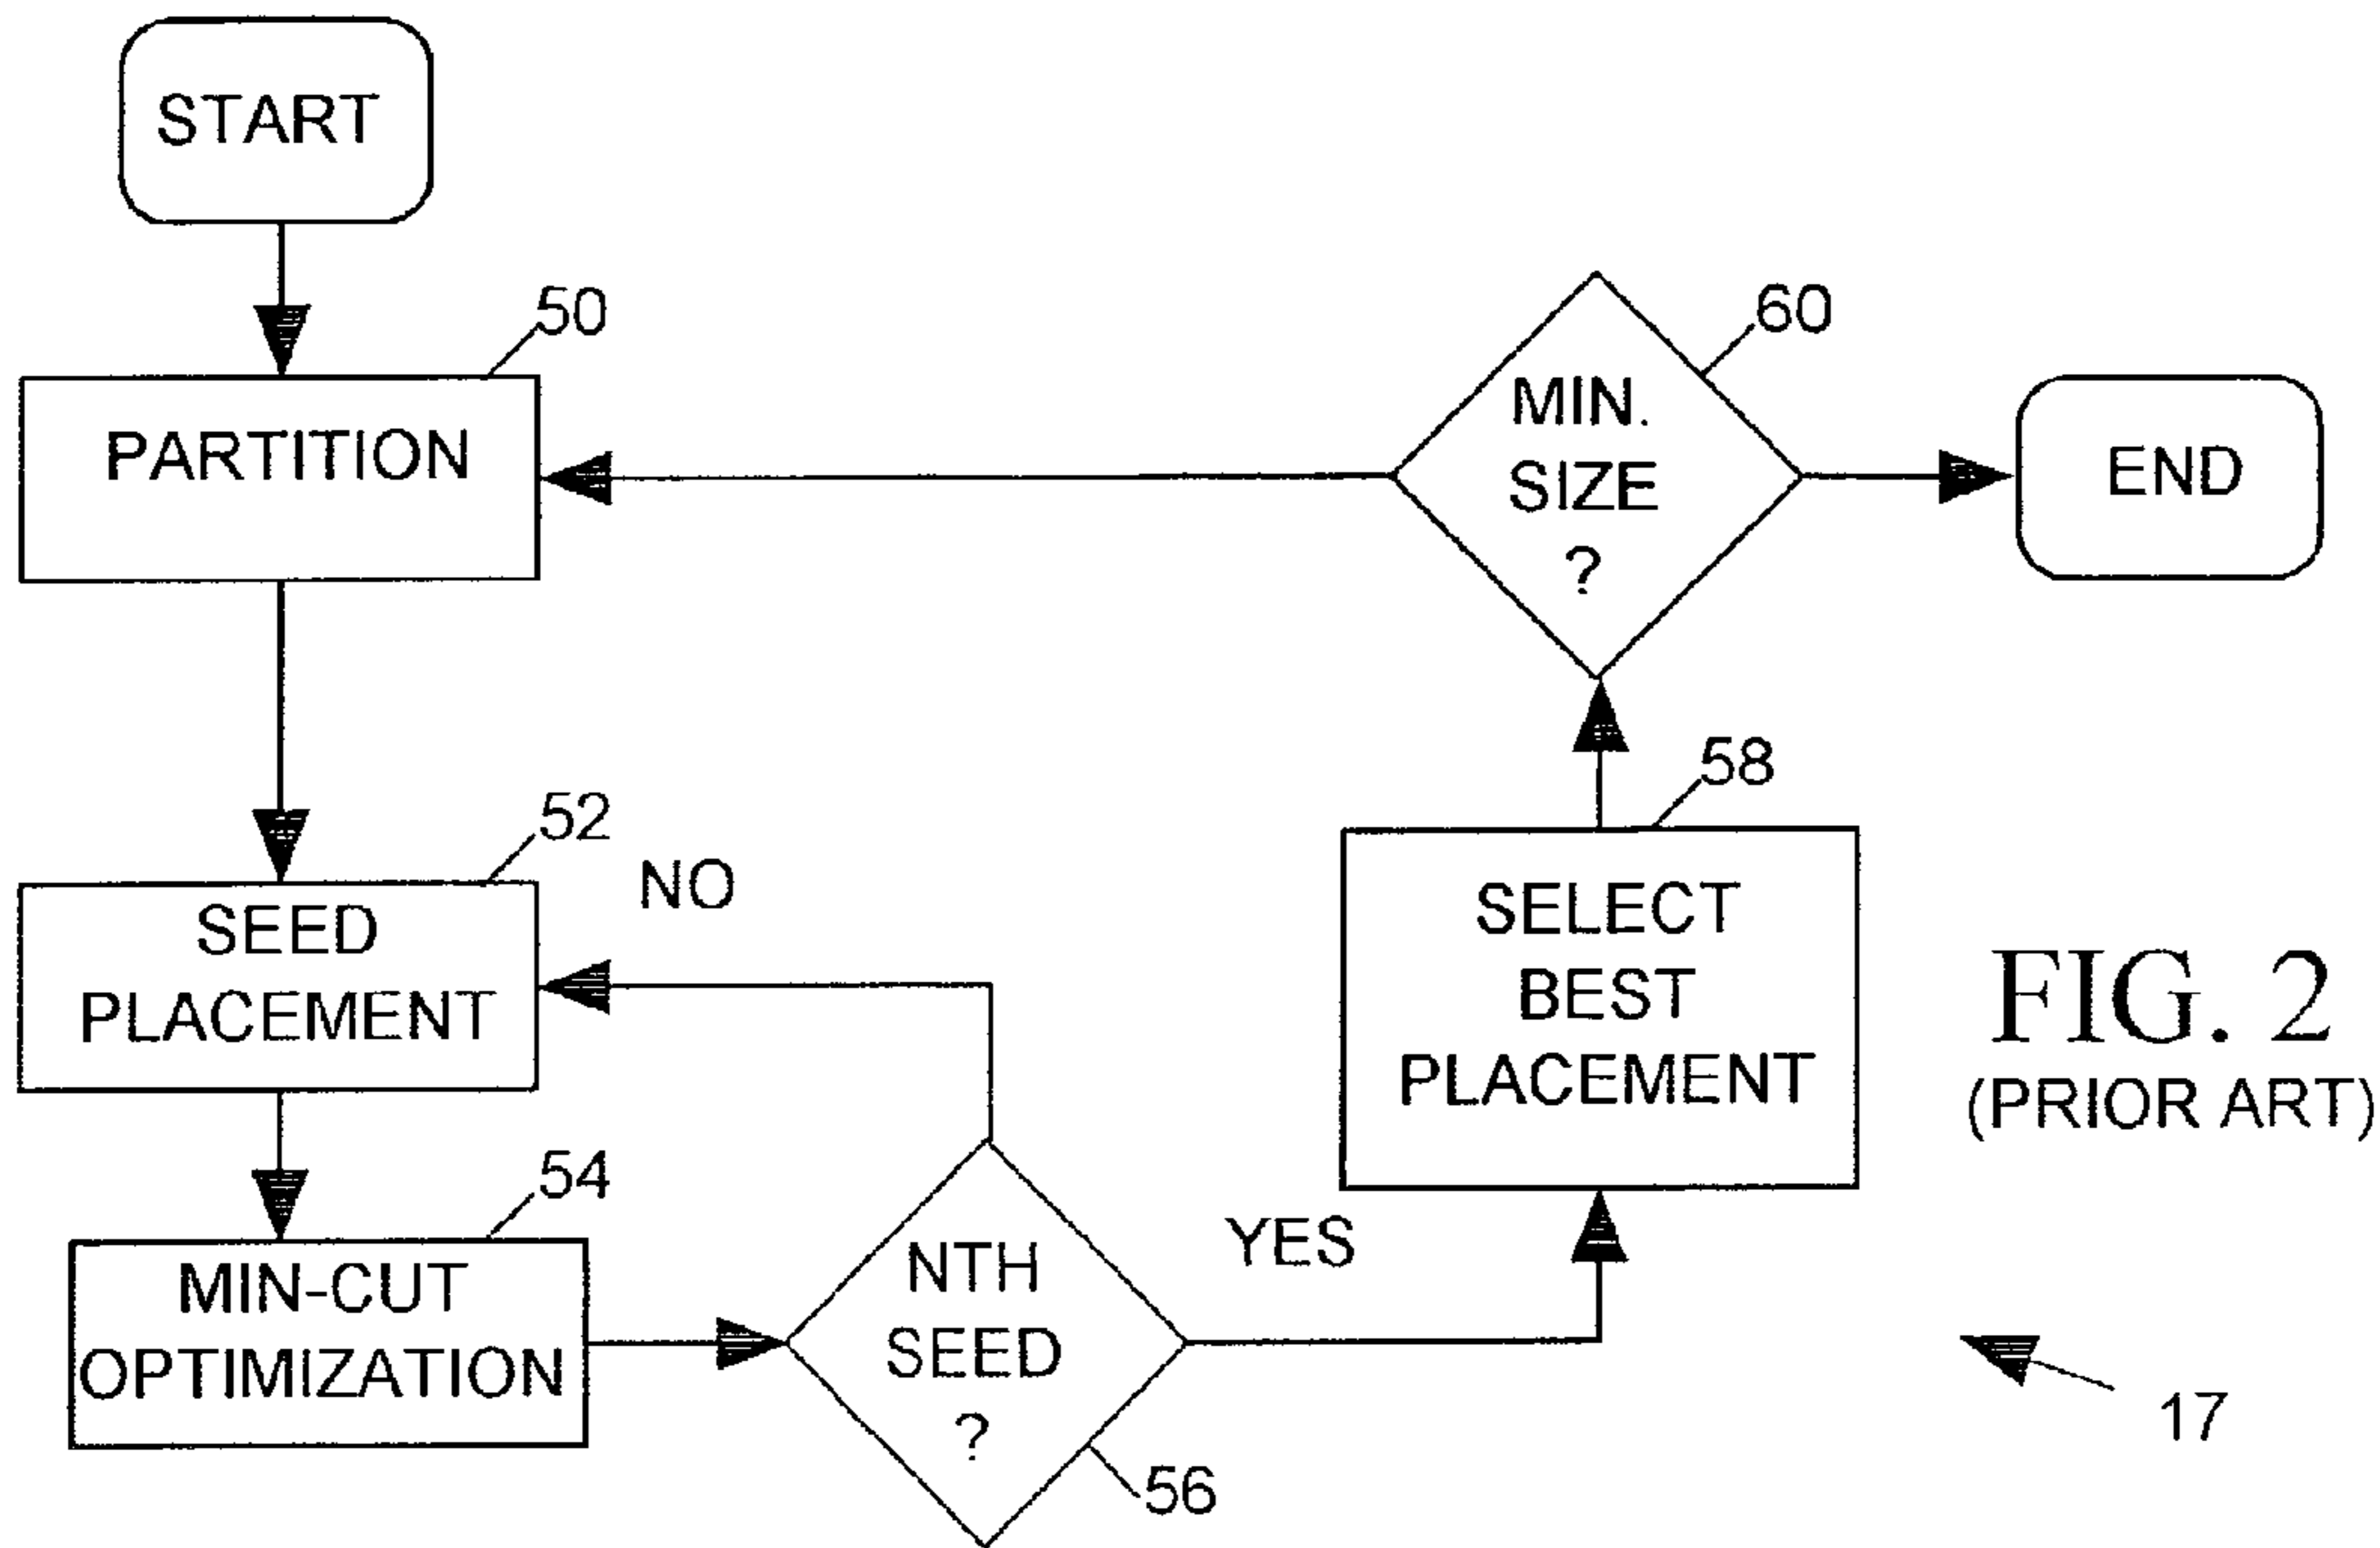 START
50
PARTITION
60
MIN.
SIZE
?
END
52
SEED
PLACEMENT
NO
54
MIN-CUT
OPTIMIZATION
NTH
SEED
?
56
YES
58
SELECT
BEST
PLACEMENT
FIG. 2
(PRIOR ART)
17